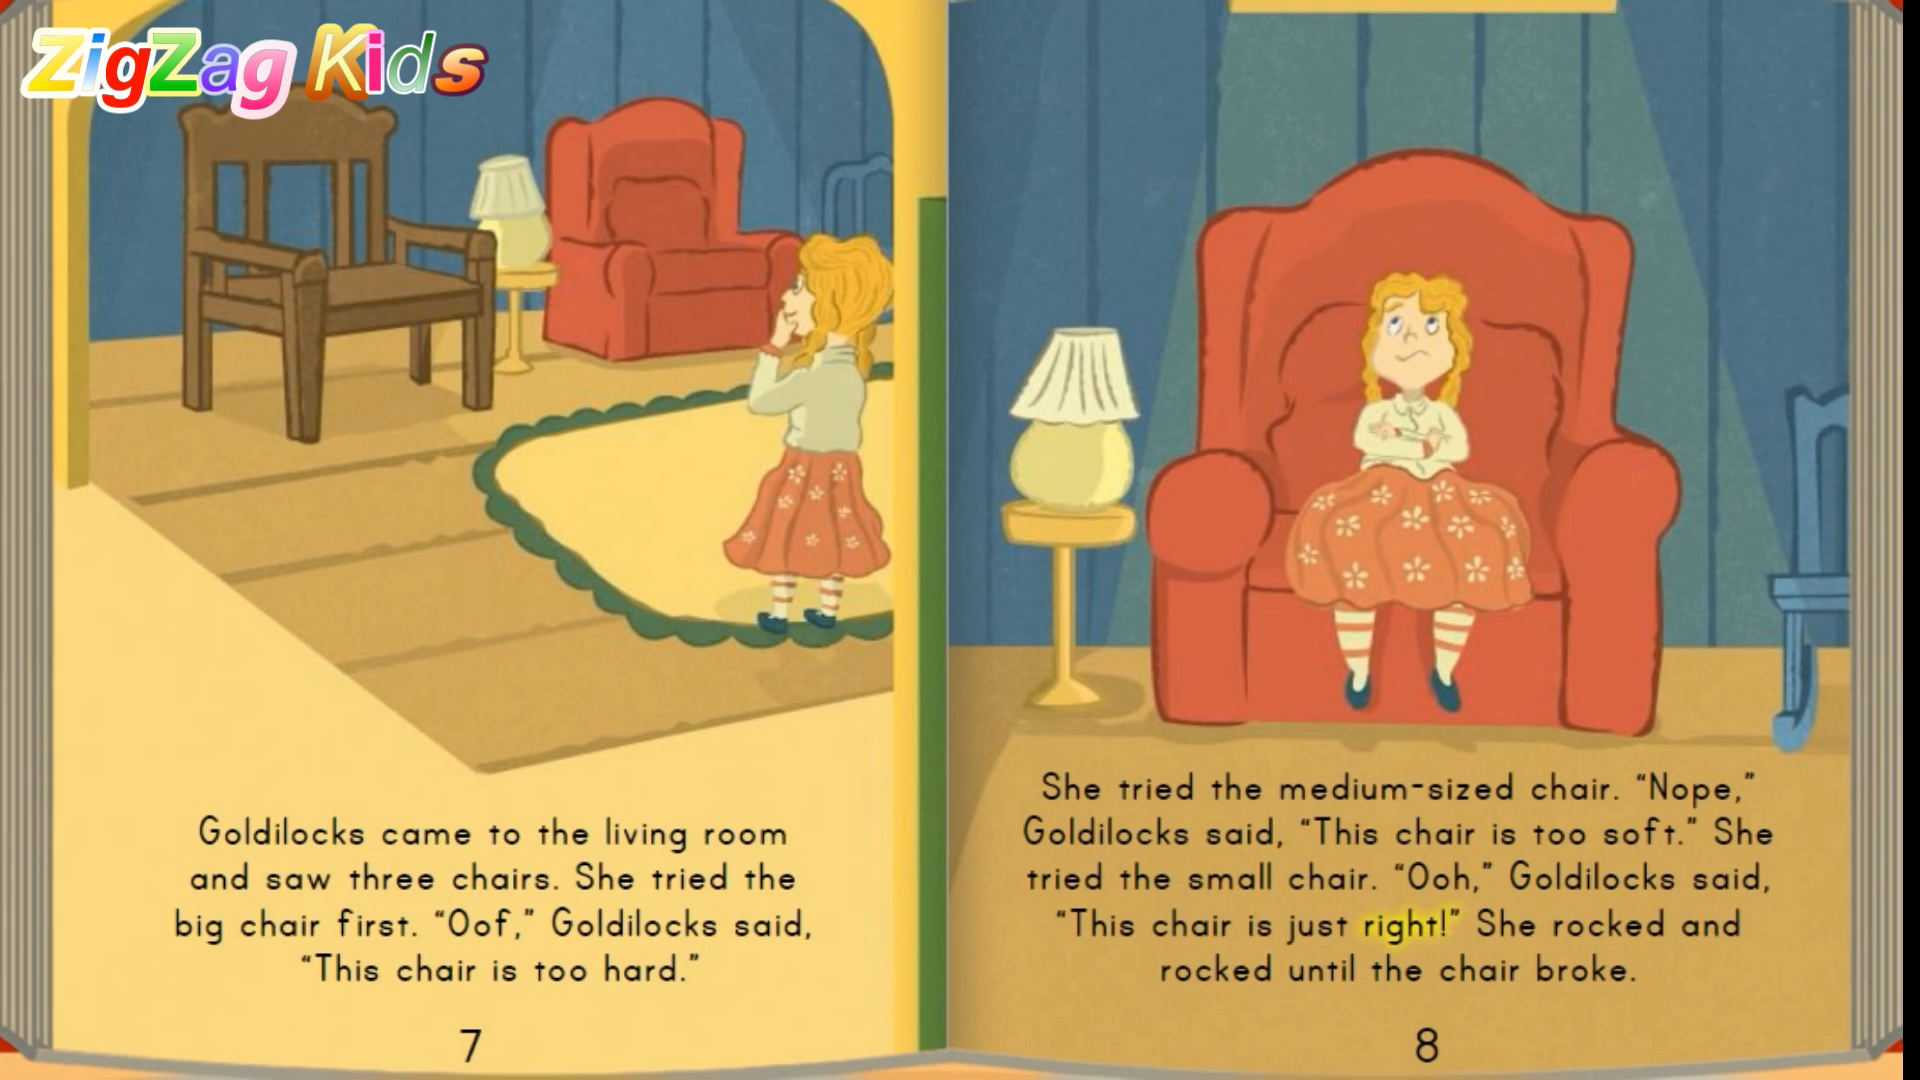 ZigZag Kids
Goldilocks came to the living room
and saw three chairs. She tried the
big chair first. “Oof,” Goldilocks said,
“This chair is too hard.”
7
She tried the medium-sized chair. “Nope,”
Goldilocks said, “This chair is too soft.” She
tried the small chair. “Ooh,” Goldilocks said,
“This chair is just right!” She rocked and
rocked until the chair broke.
8